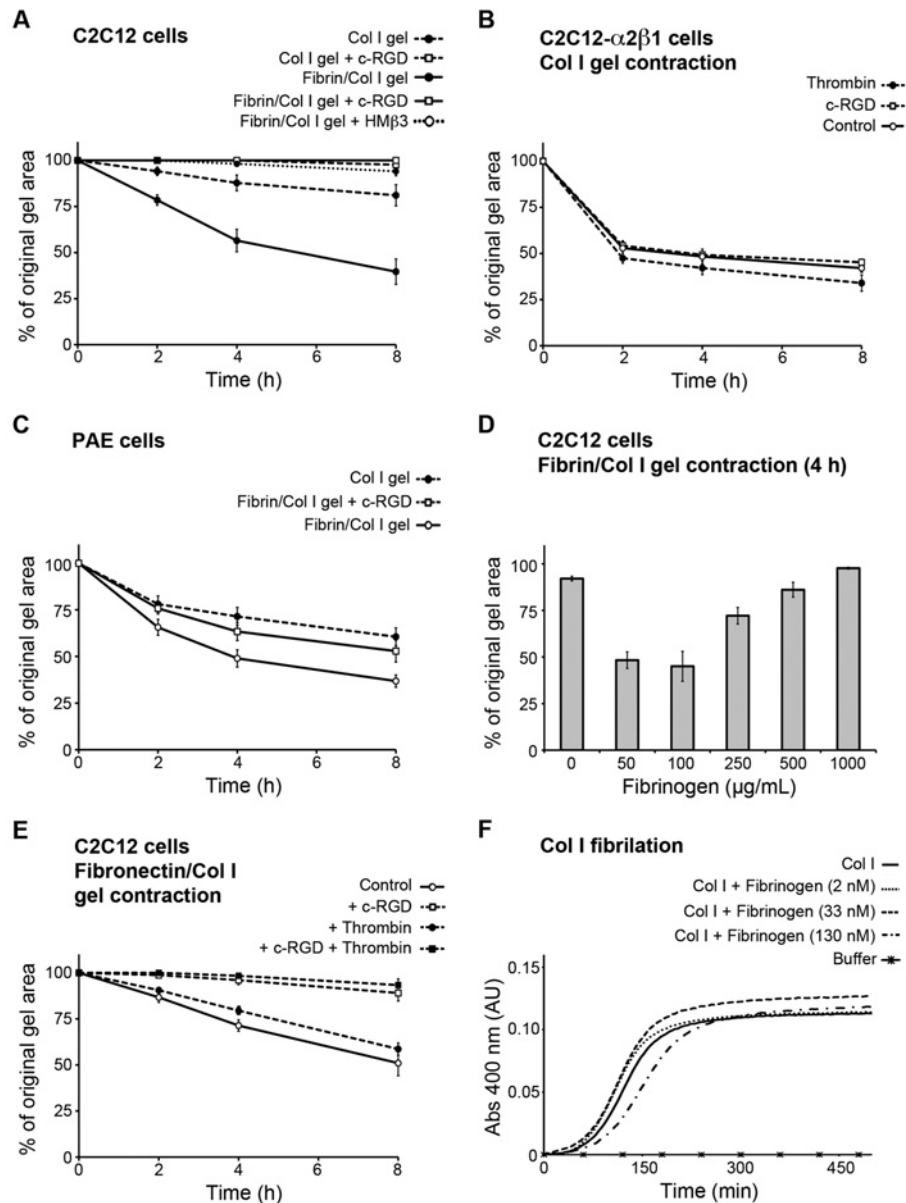 A
C2C12 cells
Col I gel
Col I gel + c-RGD
Fibrin/Col I gel
Fibrin/Col I gel + c-RGD
Fibrin/Col I gel + HMβ3
% of original gel area
100
75
50
25
0
0 2 4 6 8
Time (h)
B
C2C12-α2β1 cells
Col I gel contraction
Thrombin
c-RGD
Control
% of original gel area
100
75
50
25
0
0 2 4 6 8
Time (h)
C
PAE cells
Col I gel
Fibrin/Col I gel + c-RGD
Fibrin/Col I gel
% of original gel area
100
75
50
25
0
0 2 4 6 8
Time (h)
D
C2C12 cells
Fibrin/Col I gel contraction (4 h)
% of original gel area
100
75
50
25
0
0 50 100 250 500 1000
Fibrinogen (µg/mL)
E
C2C12 cells
Fibronectin/Col I
gel contraction
Control
+ c-RGD
+ Thrombin
+ c-RGD + Thrombin
% of original gel area
100
75
50
25
0
0 2 4 6 8
Time (h)
F
Col I fibrilation
Col I
Col I + Fibrinogen (2 nM)
Col I + Fibrinogen (33 nM)
Col I + Fibrinogen (130 nM)
Buffer
Abs 400 nm (AU)
0.15
0.10
0.05
0
0 150 300 450
Time (min)